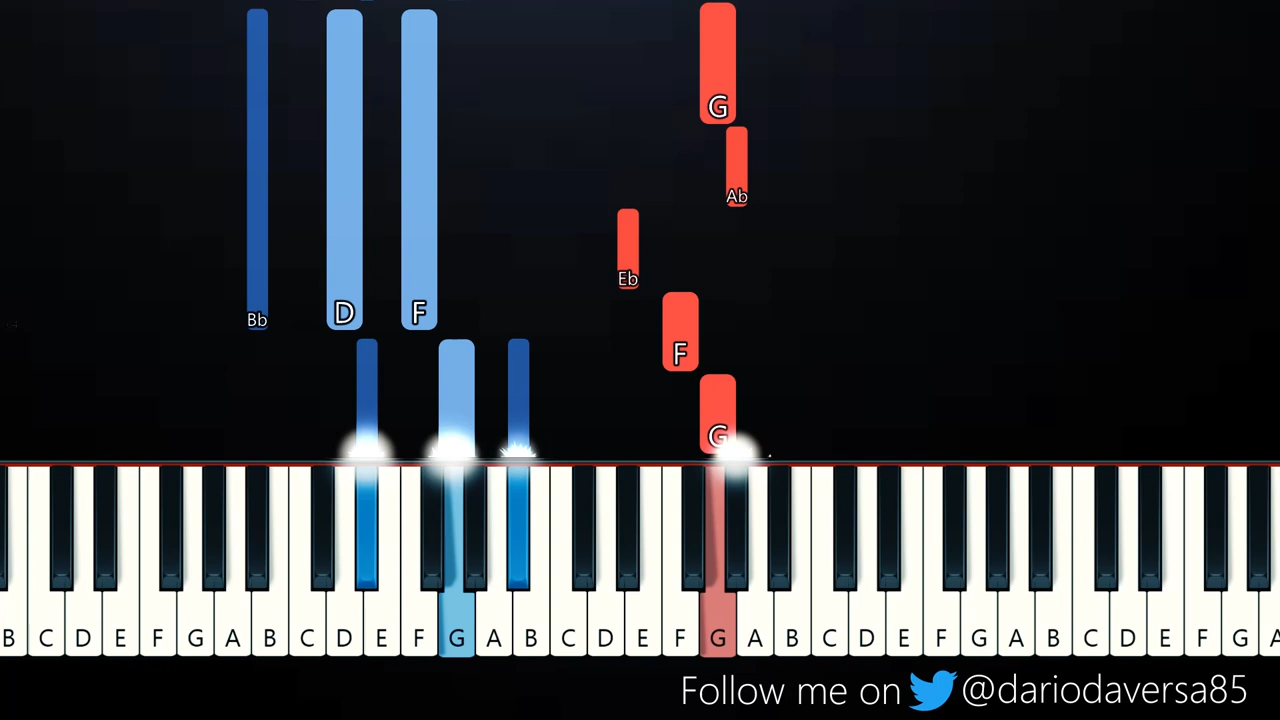 G
Ab
Eb
Bb D F
F
G
B C D E F G A B C D E F G A B C D E F G A B C D E F G A B C D E F G A
Follow me on @dariodaversa85